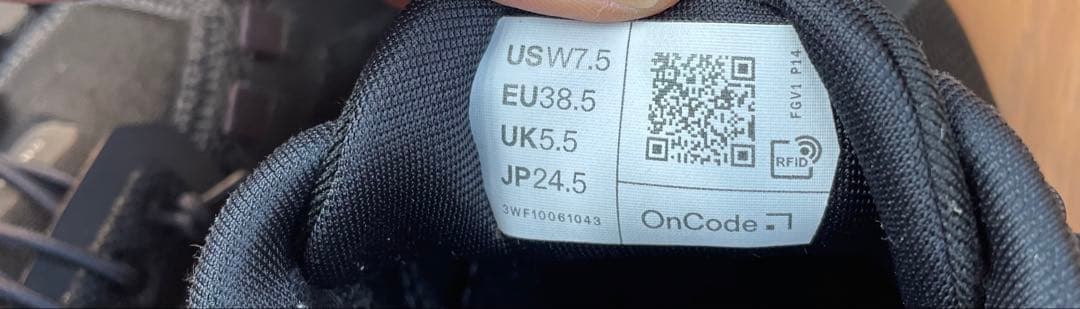 USW7.5
EU38.5
UK5.5
JP24.5
3WF10061043
FGV1 P14
RFID
OnCode